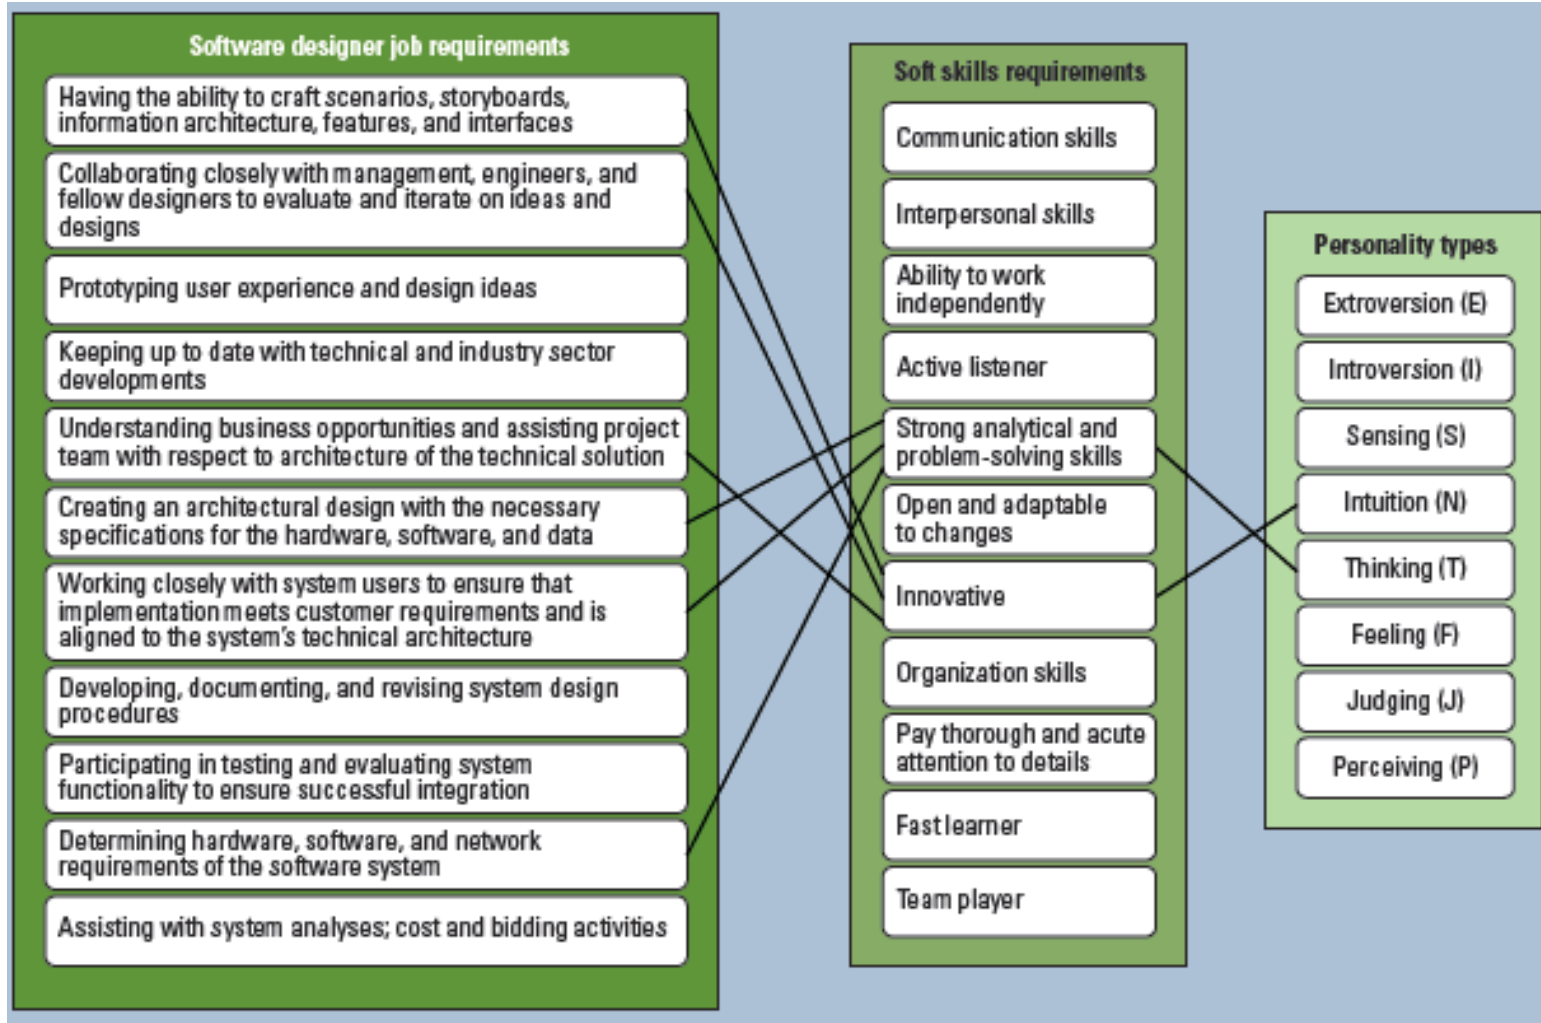 Software designer job requirements
Having the ability to craft scenarios, storyboards,
information architecture, features, and interfaces
Collaborating closely with management, engineers, and
fellow designers to evaluate and iterate on ideas and
designs
Prototyping user experience and design ideas
Keeping up to date with technical and industry sector
developments
Understanding business opportunities and assisting project
team with respect to architecture of the technical solution
Creating an architectural design with the necessary
specifications for the hardware, software, and data
Working closely with system users to ensure that
implementation meets customer requirements and is
aligned to the system's technical architecture
Developing, documenting, and revising system design
procedures
Participating in testing and evaluating system
functionality to ensure successful integration
Determining hardware, software, and network
requirements of the software system
Assisting with system analyses; cost and bidding activities
Soft skills requirements
Communication skills
Interpersonal skills
Ability to work
independently
Active listener
Strong analytical and
problem-solving skills
Open and adaptable
to changes
Innovative
Organization skills
Pay thorough and acute
attention to details
Fast learner
Team player
Personality types
Extroversion (E)
Introversion (I)
Sensing (S)
Intuition (N)
Thinking (T)
Feeling (F)
Judging (J)
Perceiving (P)